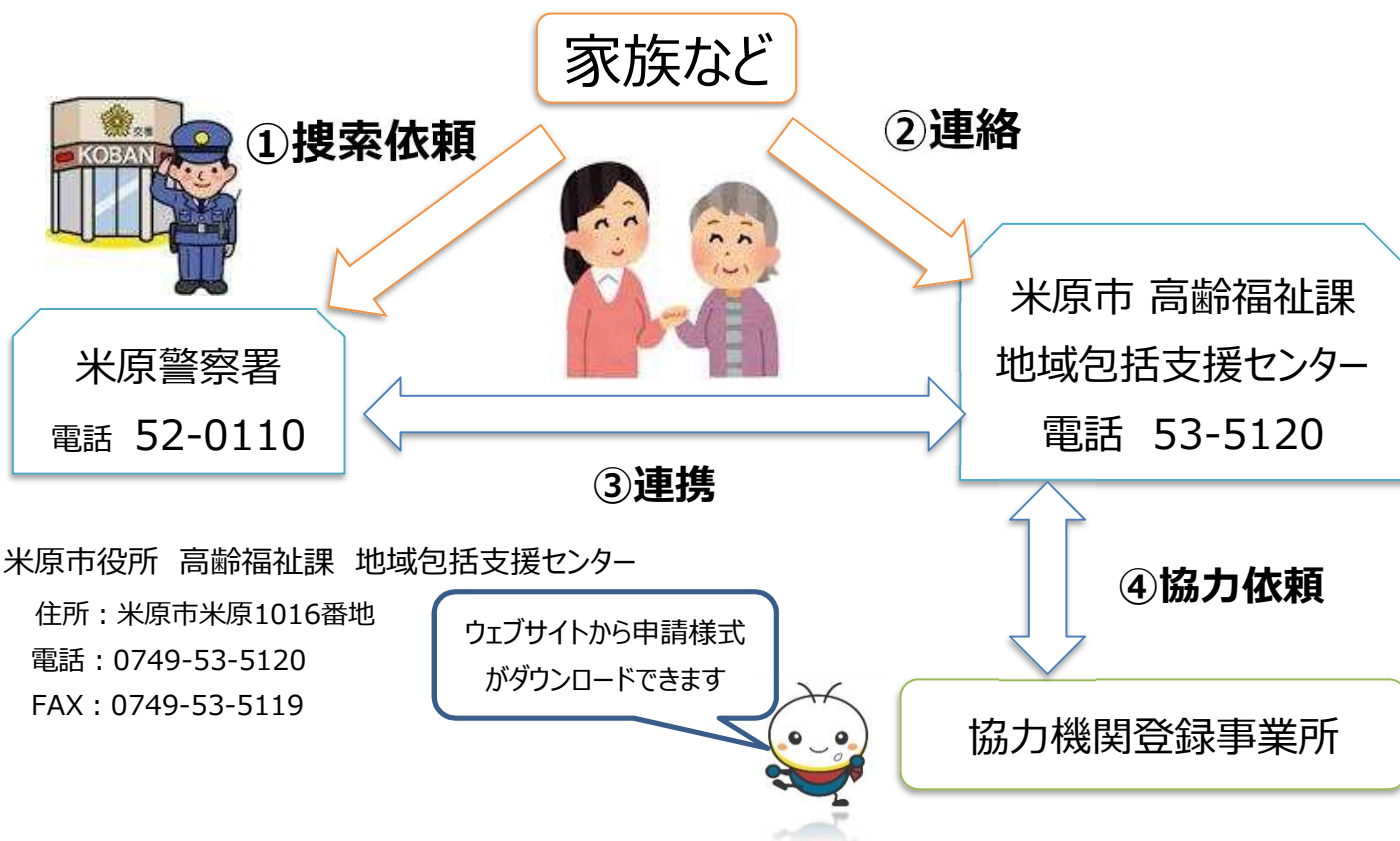 家族など
交番
KOBAN
①捜索依頼
②連絡
米原警察署
電話 52-0110
米原市 高齢福祉課
地域包括支援センター
電話 53-5120
③連携
米原市役所 高齢福祉課 地域包括支援センター
住所：米原市米原1016番地
電話：0749-53-5120
FAX：0749-53-5119
ウェブサイトから申請様式
がダウンロードできます
④協力依頼
協力機関登録事業所